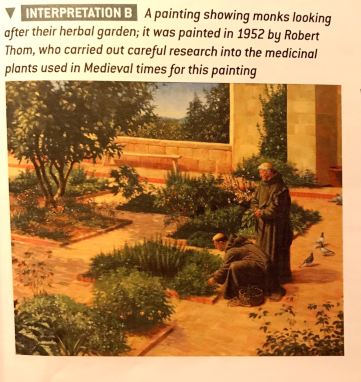 ▼ INTERPRETATION B A painting showing monks looking
after their herbal garden; it was painted in 1952 by Robert
Thom, who carried out careful research into the medicinal
plants used in Medieval times for this painting